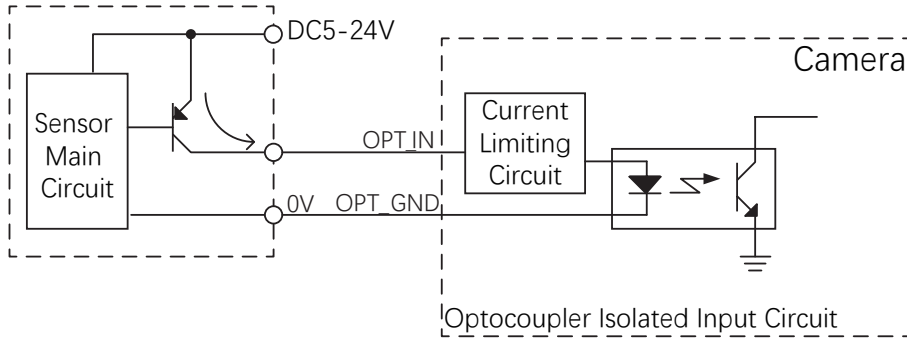 DC5-24V
Camera
Sensor
Main
Circuit
OPT_IN
Current
Limiting
Circuit
0V
OPT_GND
Optocoupler Isolated Input Circuit